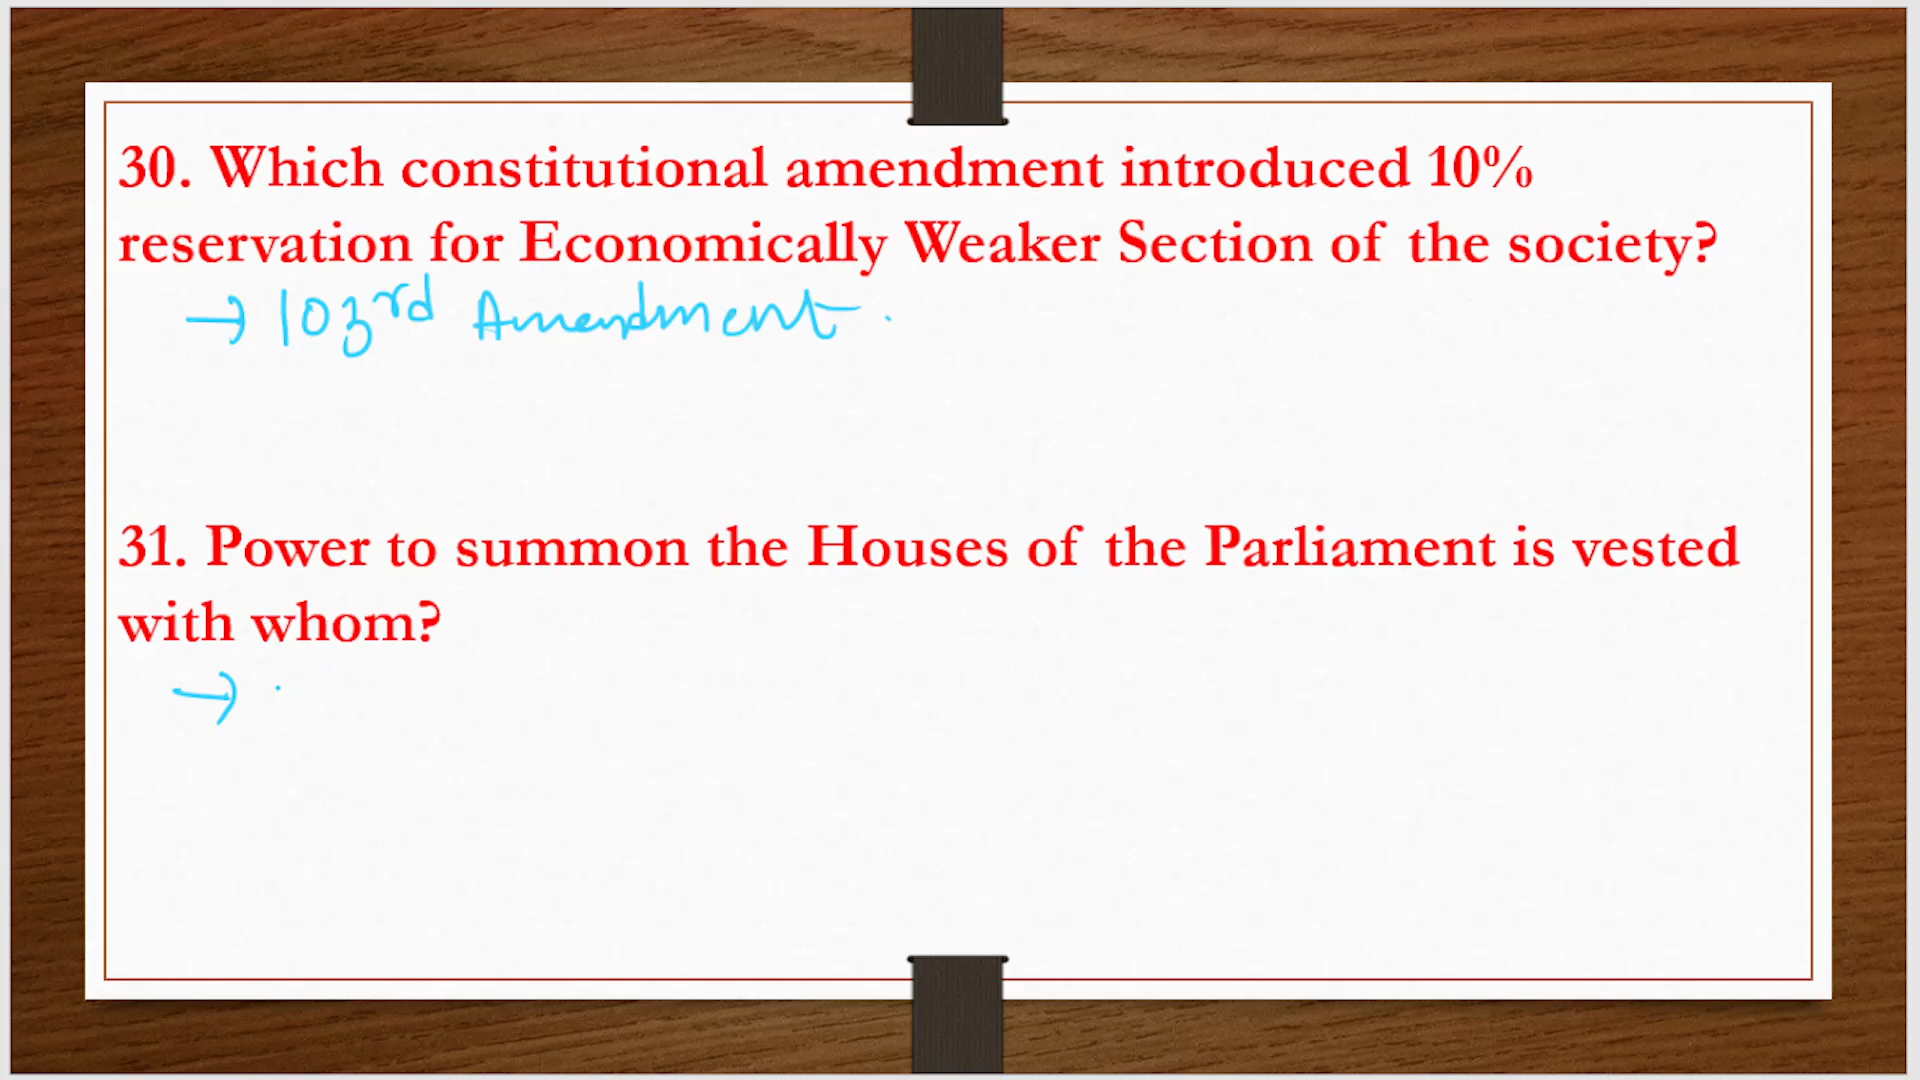 30. Which constitutional amendment introduced 10%
reservation for Economically Weaker Section of the society?
→ 103rd Amendment.
31. Power to summon the Houses of the Parliament is vested
with whom?
→